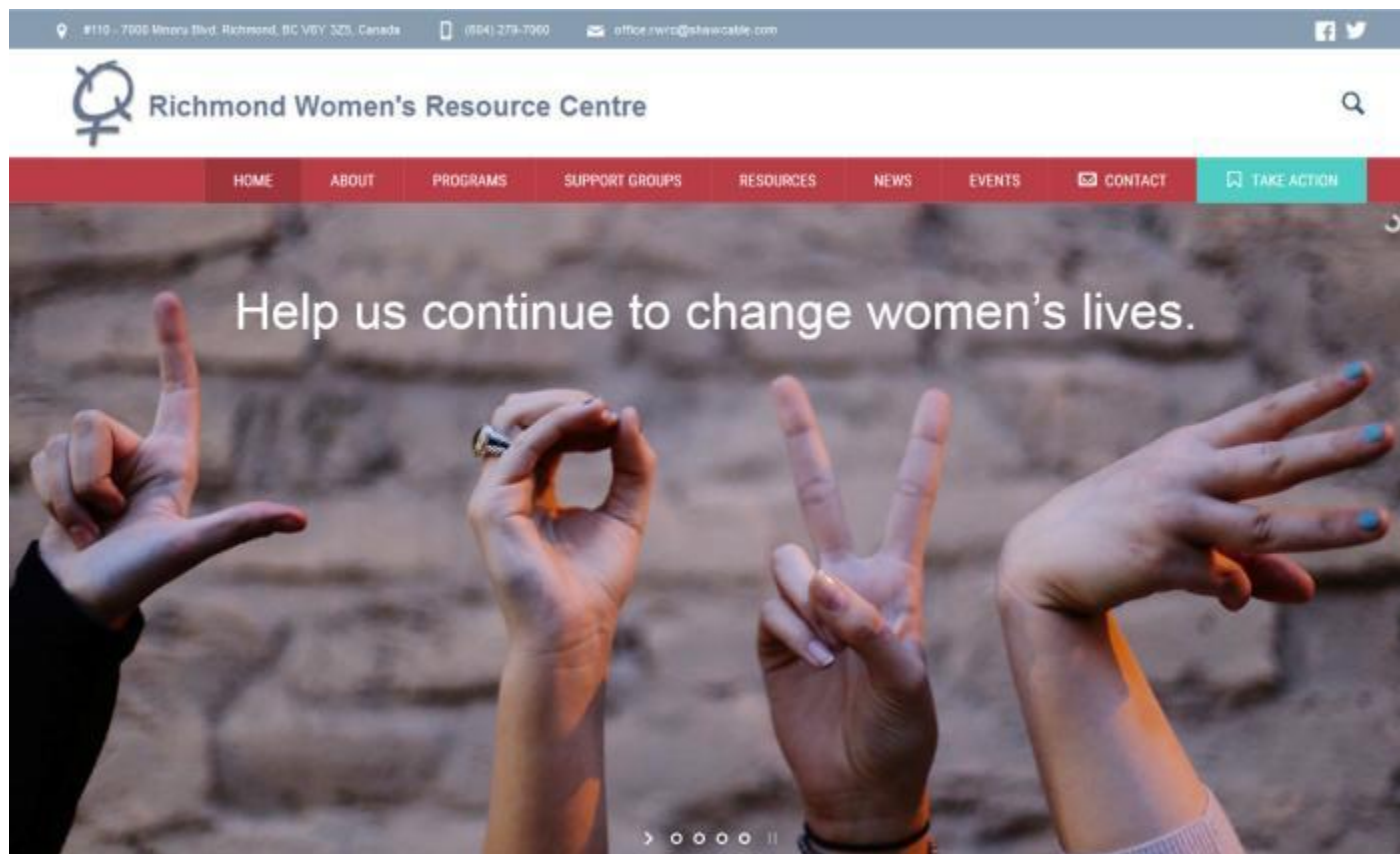 #110 - 7000 Minoru Blvd. Richmond, BC V6Y 3Z5, Canada
(604) 279-7060
office.rwrc@shawcable.com
Richmond Women's Resource Centre
HOME
ABOUT
PROGRAMS
SUPPORT GROUPS
RESOURCES
NEWS
EVENTS
CONTACT
TAKE ACTION
Help us continue to change women's lives.